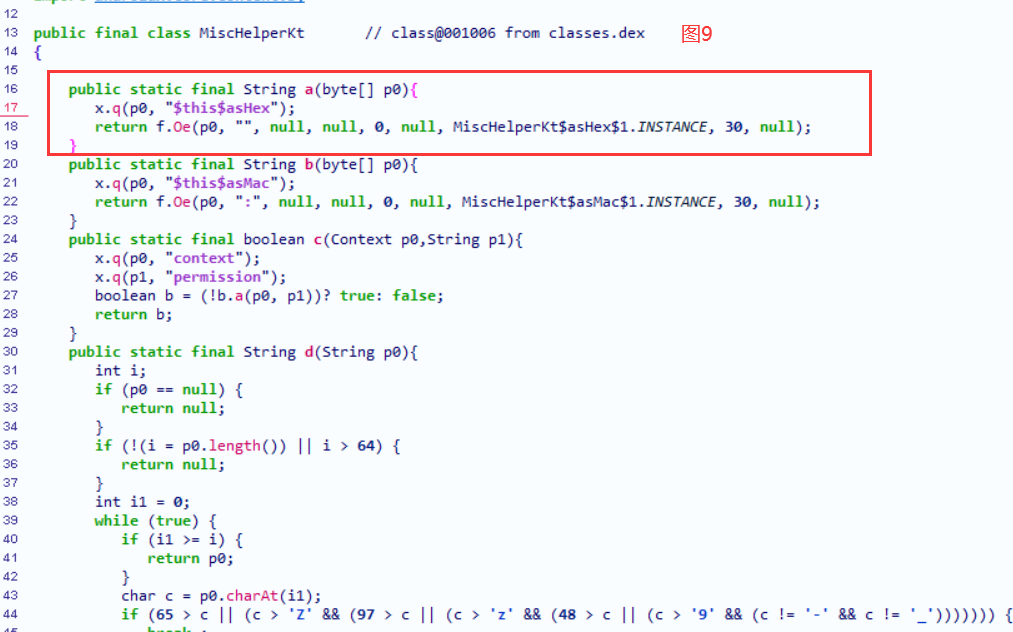 12
13 public final class MiscHelperKt // class@001006 from classes.dex 图9
14 {
15
16 public static final String a(byte[] p0){
17 x.q(p0, "$this$asHex");
18 return f.Oe(p0, "", null, null, 0, null, MiscHelperKt$asHex$1.INSTANCE, 30, null);
19 }
20 public static final String b(byte[] p0){
21 x.q(p0, "$this$asMac");
22 return f.Oe(p0, ":", null, null, 0, null, MiscHelperKt$asMac$1.INSTANCE, 30, null);
23 }
24 public static final boolean c(Context p0,String p1){
25 x.q(p0, "context");
26 x.q(p1, "permission");
27 boolean b = (!b.a(p0, p1))? true: false;
28 return b;
29 }
30 public static final String d(String p0){
31 int i;
32 if (p0 == null) {
33 return null;
34 }
35 if (!(i = p0.length()) || i > 64) {
36 return null;
37 }
38 int i1 = 0;
39 while (true) {
40 if (i1 >= i) {
41 return p0;
42 }
43 char c = p0.charAt(i1);
44 if (65 > c || (c > 'Z' && (97 > c || (c > 'z' && (48 > c || (c > '9' && (c != '-' && c != '_'))))))) {